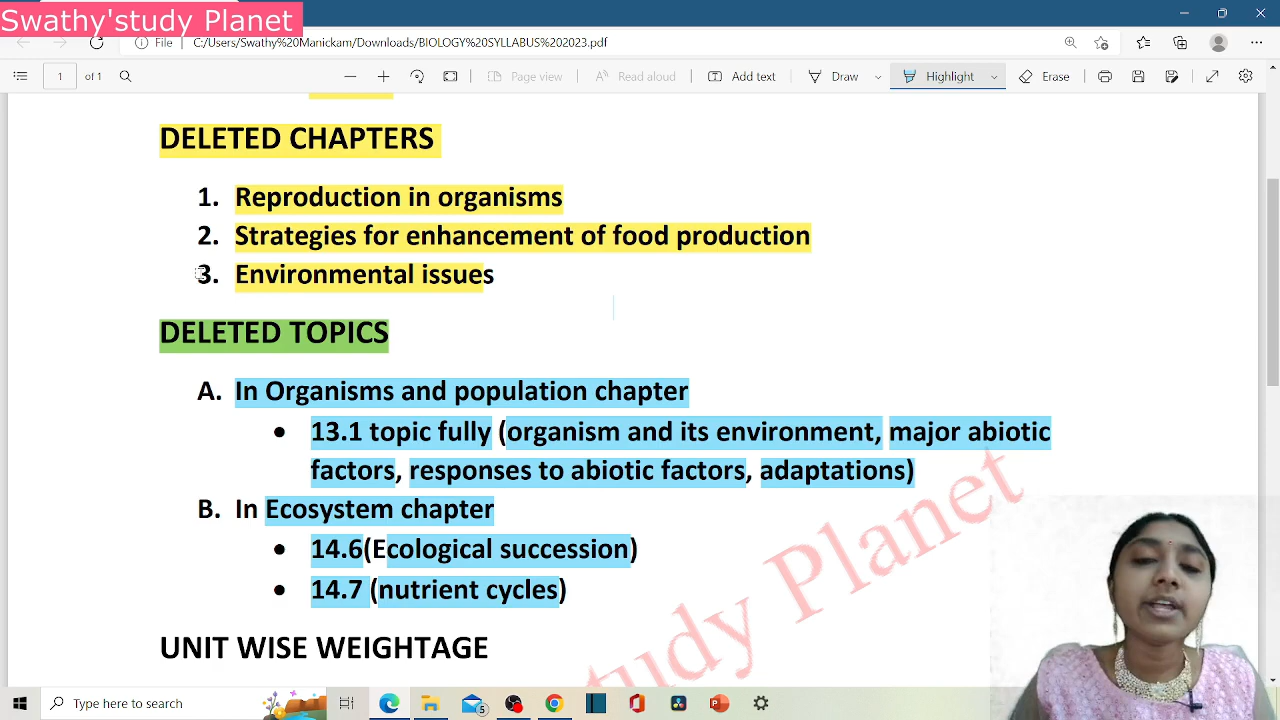 Swathy'study Planet
File C:/Users/Swathy%20Manickam/Downloads/BIOLOGY%20SYLLABUS%202023.pdf
1 of 1 Page view Read aloud Add text Draw Highlight Erase
DELETED CHAPTERS
1. Reproduction in organisms
2. Strategies for enhancement of food production
3. Environmental issues
DELETED TOPICS
A. In Organisms and population chapter
• 13.1 topic fully (organism and its environment, major abiotic
factors, responses to abiotic factors, adaptations)
B. In Ecosystem chapter
• 14.6(Ecological succession)
• 14.7 (nutrient cycles)
UNIT WISE WEIGHTAGE
study Planet
Type here to search
5